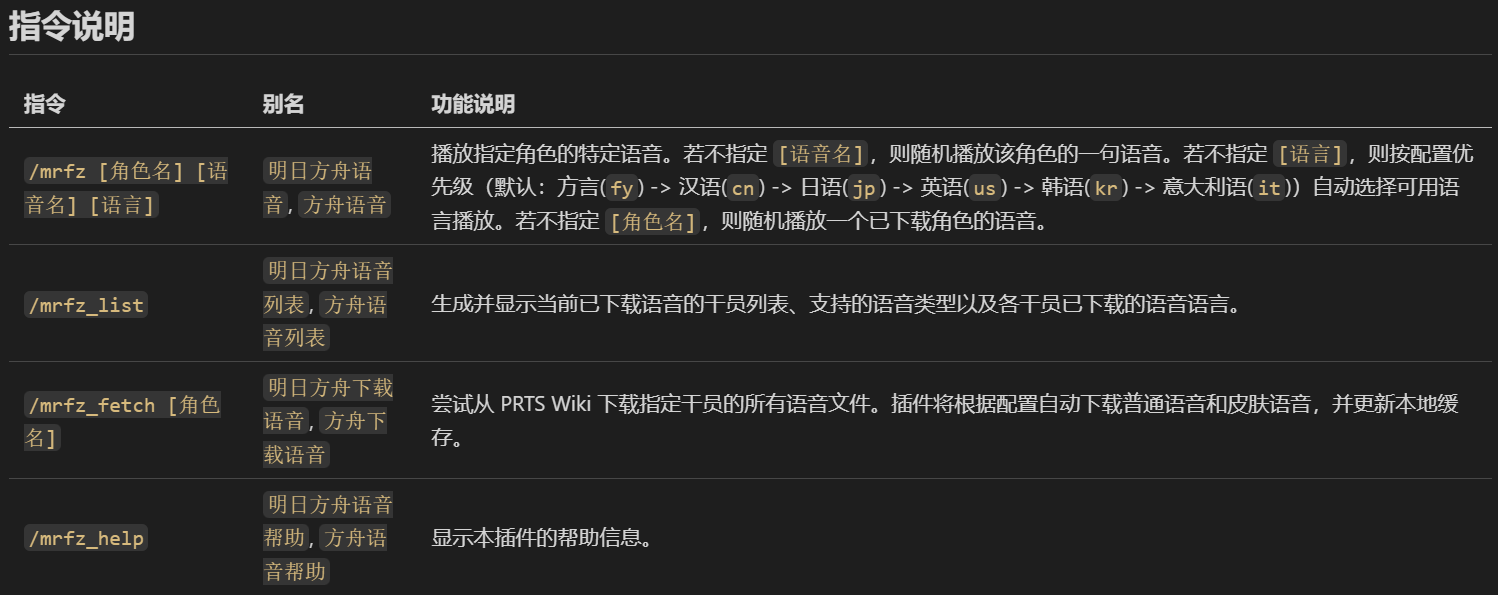 指令说明
指令 别名 功能说明
/mrfz [角色名] [语
音名] [语言]
明日方舟语
音, 方舟语音
播放指定角色的特定语音。若不指定 [语音名]，则随机播放该角色的一句语音。若不指定 [语言]，则按配置优
先级（默认：方言(fy) -> 汉语(cn) -> 日语(jp) -> 英语(us) -> 韩语(kr) -> 意大利语(it)）自动选择可用语
言播放。若不指定 [角色名]，则随机播放一个已下载角色的语音。
/mrfz_list
明日方舟语音
列表, 方舟语
音列表
生成并显示当前已下载语音的干员列表、支持的语音类型以及各干员已下载的语音语言。
/mrfz_fetch [角色
名]
明日方舟下载
语音, 方舟下
载语音
尝试从 PRTS Wiki 下载指定干员的所有语音文件。插件将根据配置自动下载普通语音和皮肤语音，并更新本地缓
存。
/mrfz_help
明日方舟语音
帮助, 方舟语
音帮助
显示本插件的帮助信息。